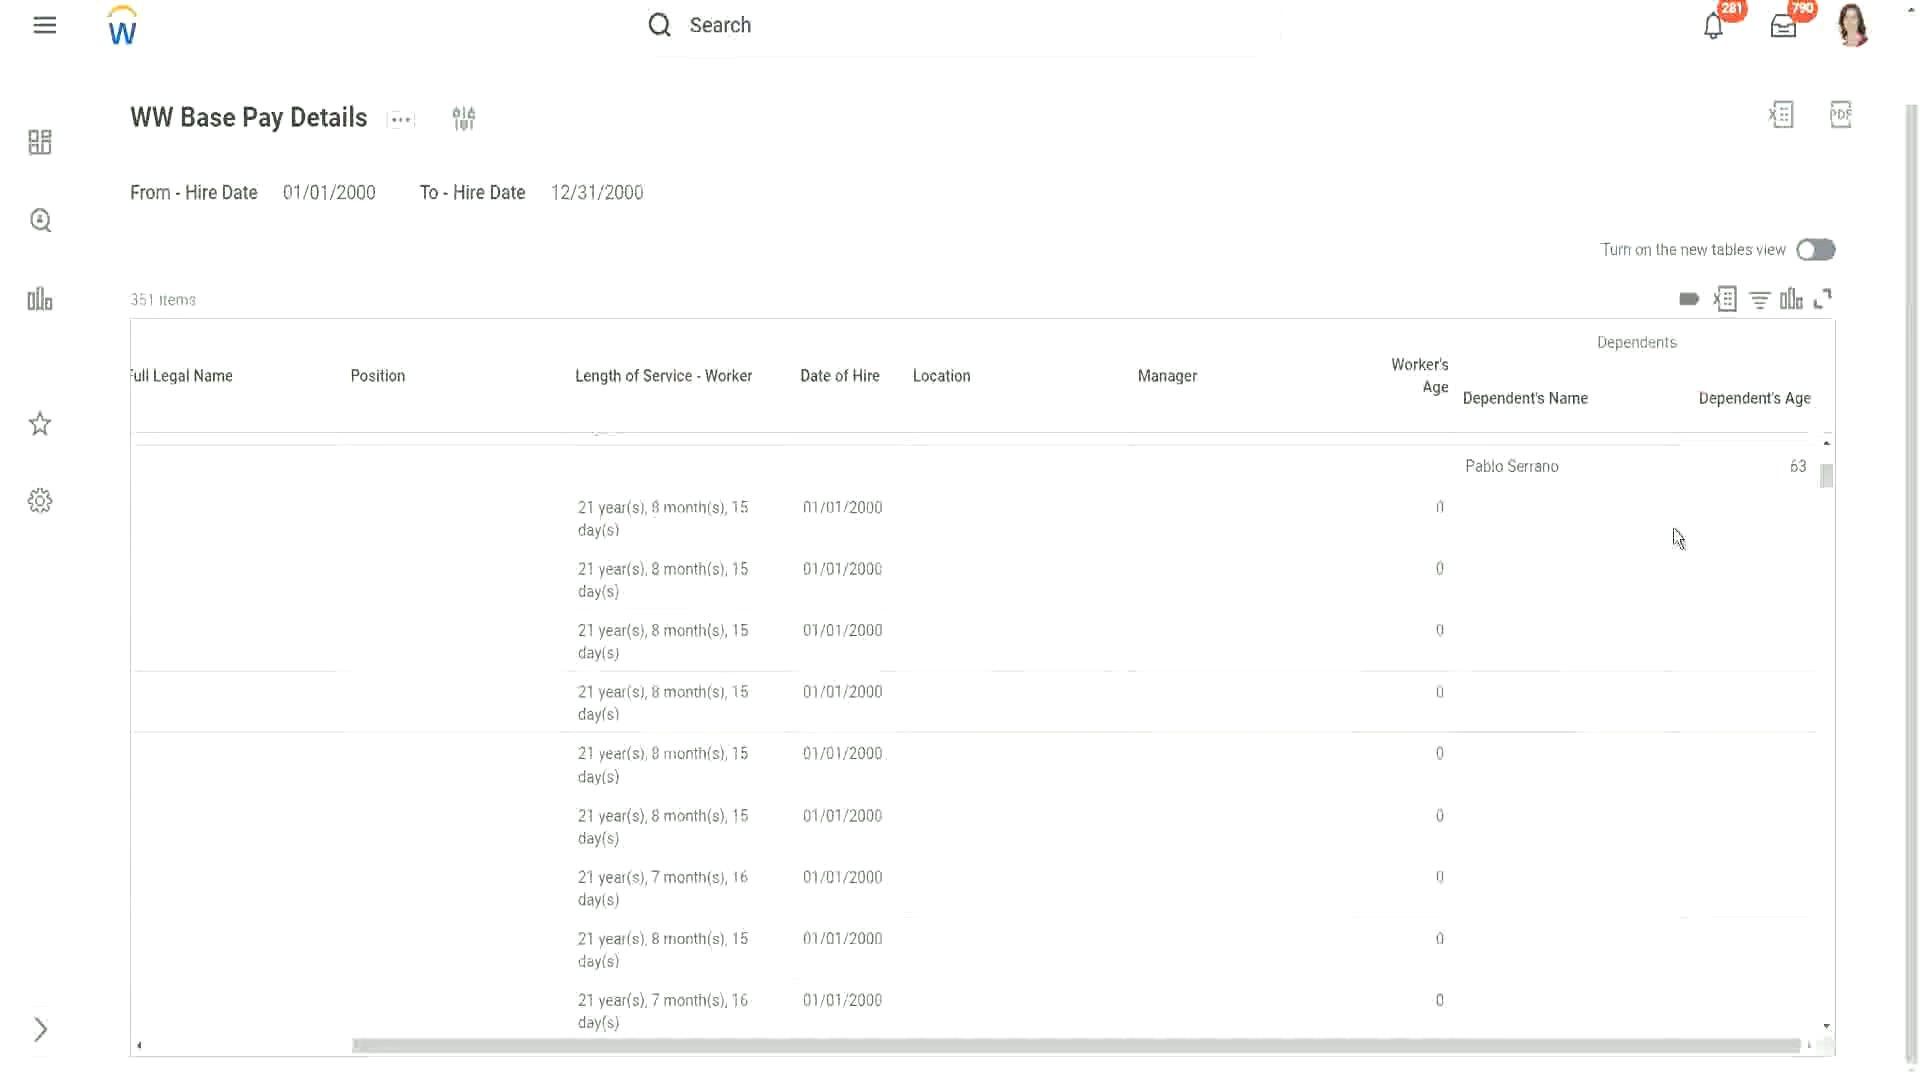 W
Search
281
790
WW Base Pay Details
PDF
From - Hire Date 01/01/2000 To - Hire Date 12/31/2000
Turn on the new tables view
351 items
Dependents
Full Legal Name Position Length of Service - Worker Date of Hire Location Manager Worker's
Age
Dependent's Name Dependent's Age
Pablo Serrano 63
21 year(s), 8 month(s), 15 01/01/2000 0
day(s)
21 year(s), 8 month(s), 15 01/01/2000 0
day(s)
21 year(s), 8 month(s), 15 01/01/2000 0
day(s)
21 year(s), 8 month(s), 15 01/01/2000 0
day(s)
21 year(s), 8 month(s), 15 01/01/2000 0
day(s)
21 year(s), 8 month(s), 15 01/01/2000 0
day(s)
21 year(s), 7 month(s), 16 01/01/2000 0
day(s)
21 year(s), 8 month(s), 15 01/01/2000 0
day(s)
21 year(s), 7 month(s), 16 01/01/2000 0
day(s)